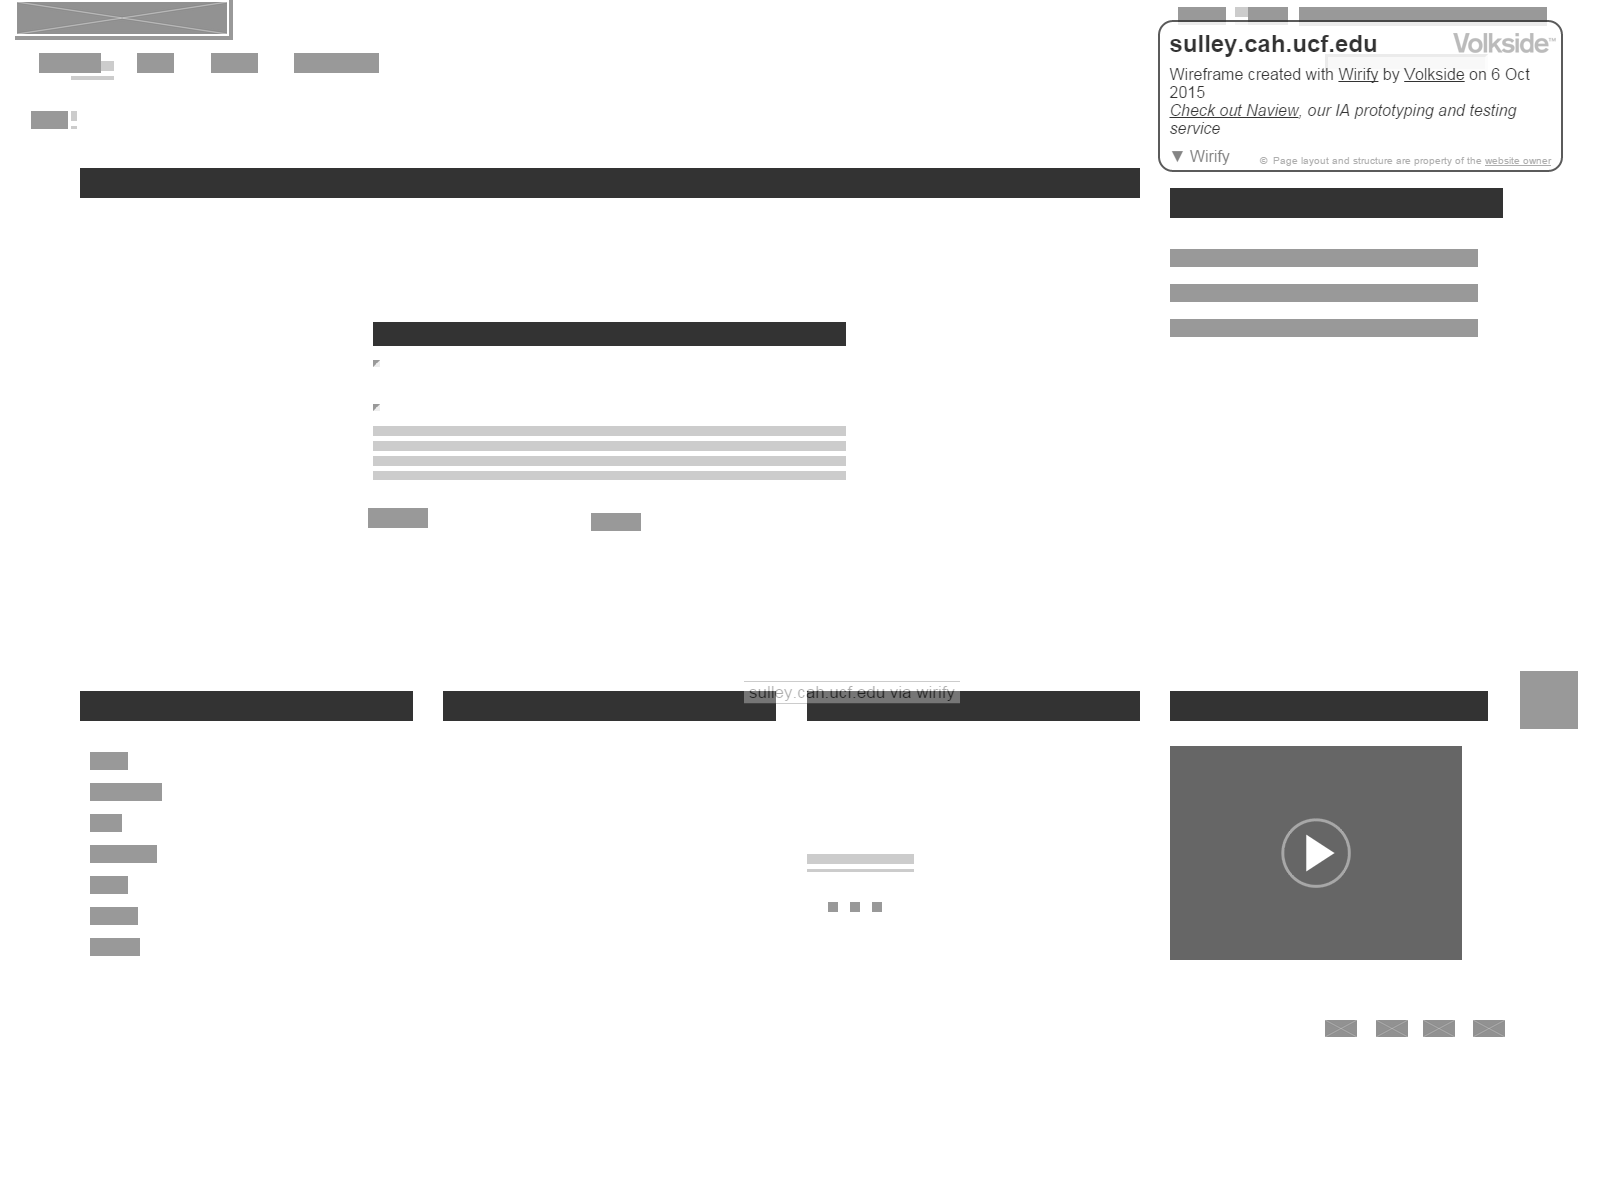 sulley.cah.ucf.edu
Volkside™
Wireframe created with Wirify by Volkside on 6 Oct
2015
Check out Naview, our IA prototyping and testing
service
▼ Wirify
© Page layout and structure are property of the website owner
sulley.cah.ucf.edu via wirify